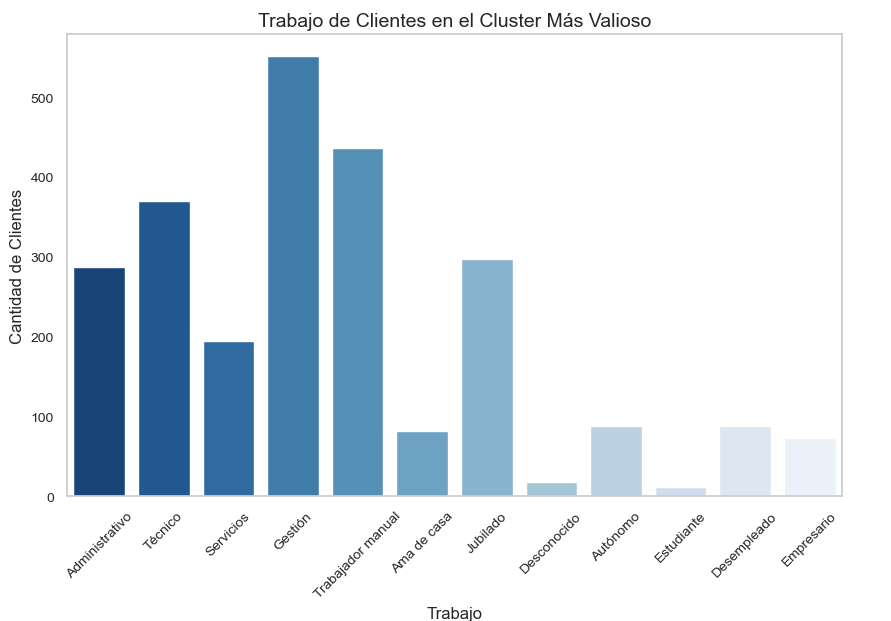 Trabajo de Clientes en el Cluster Más Valioso
Cantidad de Clientes
500
400
300
200
100
0
Administrativo
Técnico
Servicios
Gestión
Trabajador manual
Ama de casa
Jubilado
Desconocido
Autónomo
Estudiante
Desempleado
Empresario
Trabajo